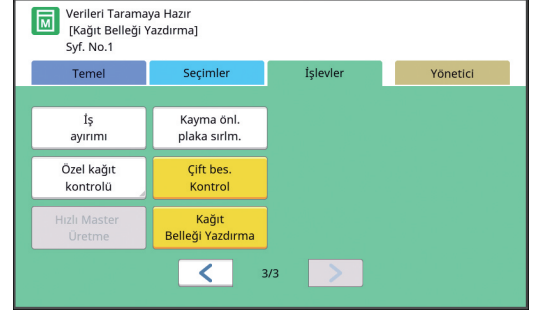 M
Verileri Taramaya Hazır
[Kağıt Belleği Yazdırma]
Syf. No.1
Temel
Seçimler
İşlevler
Yönetici
İş
ayırımı
Kayma önl.
plaka sırlm.
Özel kağıt
kontrolü
Çift bes.
Kontrol
Hızlı Master
Üretme
Kağıt
Belleği Yazdırma
3/3